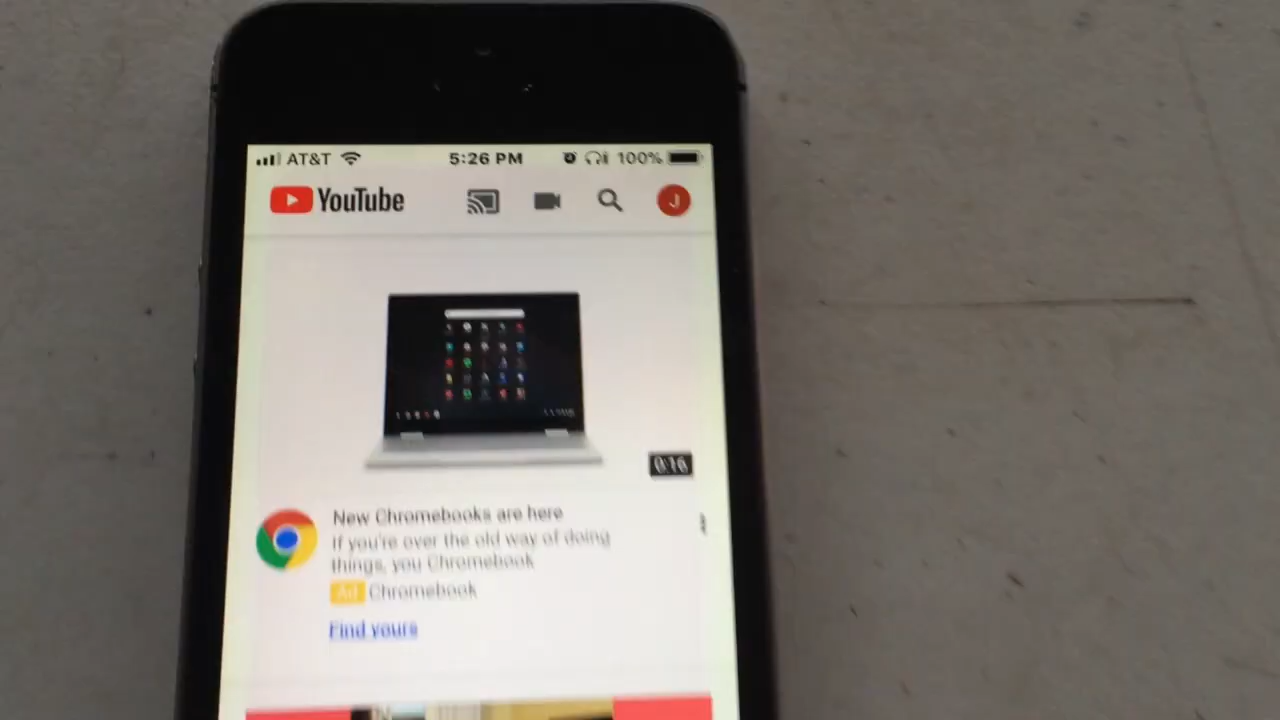 AT&T 5:26 PM 100%
YouTube J
0:16
New Chromebooks are here
If you're over the old way of doing
things, you Chromebook
Ad Chromebook
Find yours